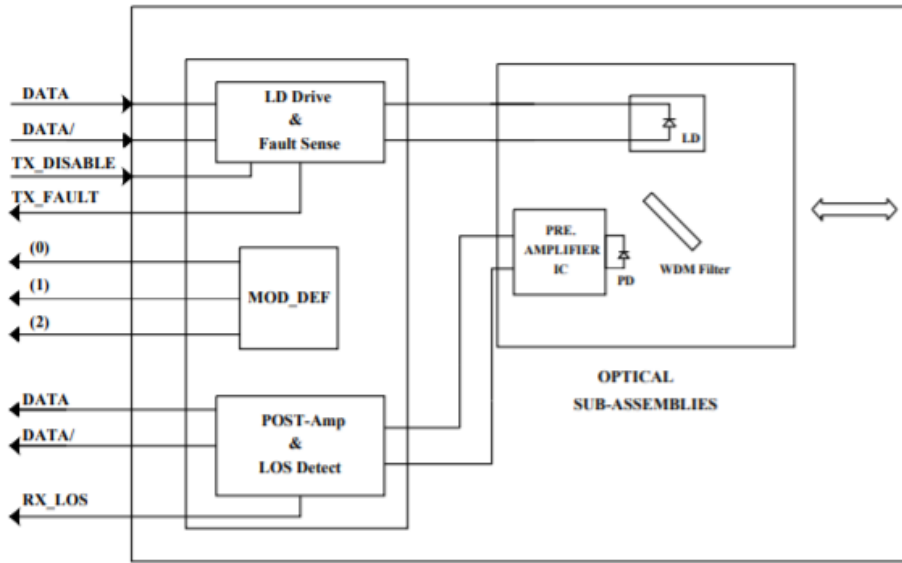 DATA
DATA/
TX_DISABLE
TX_FAULT
(0)
(1)
(2)
DATA
DATA/
RX_LOS
LD Drive
&
Fault Sense
MOD_DEF
POST-Amp
&
LOS Detect
LD
PRE.
AMPLIFIER
IC
PD
WDM Filter
OPTICAL
SUB-ASSEMBLIES